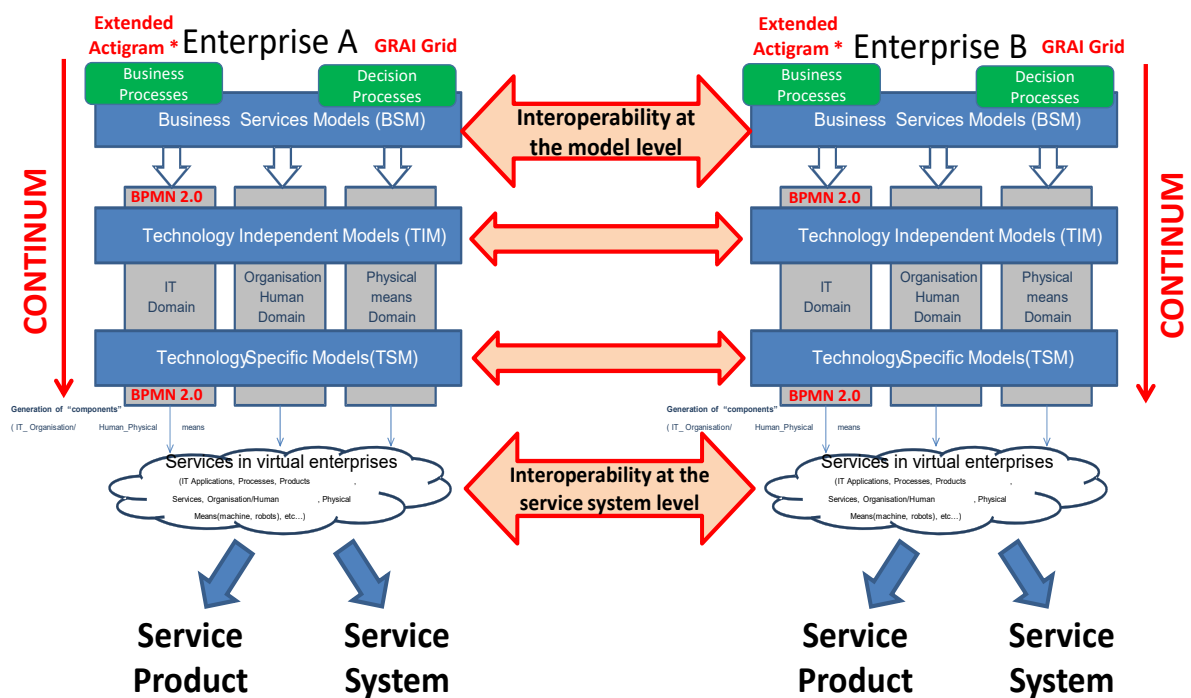 Extended
Actigram *
Enterprise A
GRAI Grid
Business
Processes
Decision
Processes
Business Services Models (BSM)
BPMN 2.0
Technology Independent Models (TIM)
IT
Domain
Organisation
Human
Domain
Physical
means
Domain
TechnologySpecific Models(TSM)
BPMN 2.0
CONTINUM
Generation of "components"
( IT_ Organisation/ Human_Physical means
Services in virtual enterprises
(IT Applications, Processes, Products ,
Services, Organisation/Human , Physical
Means(machine, robots), etc...)
Service
Product
Service
System
Interoperability at
the model level
Interoperability at the
service system level
Extended
Actigram *
Enterprise B
GRAI Grid
Business
Processes
Decision
Processes
Business Services Models (BSM)
BPMN 2.0
Technology Independent Models (TIM)
IT
Domain
Organisation
Human
Domain
Physical
means
Domain
TechnologySpecific Models(TSM)
BPMN 2.0
CONTINUM
Generation of "components"
( IT_ Organisation/ Human_Physical means
Services in virtual enterprises
(IT Applications, Processes, Products ,
Services, Organisation/Human , Physical
Means(machine, robots), etc...)
Service
Product
Service
System